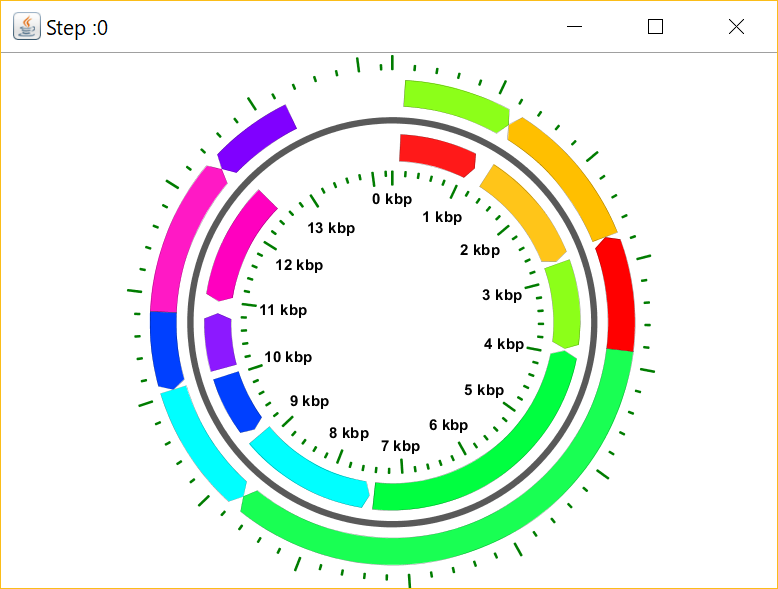 Step :0
0 kbp
1 kbp
2 kbp
3 kbp
4 kbp
5 kbp
6 kbp
7 kbp
8 kbp
9 kbp
10 kbp
11 kbp
12 kbp
13 kbp